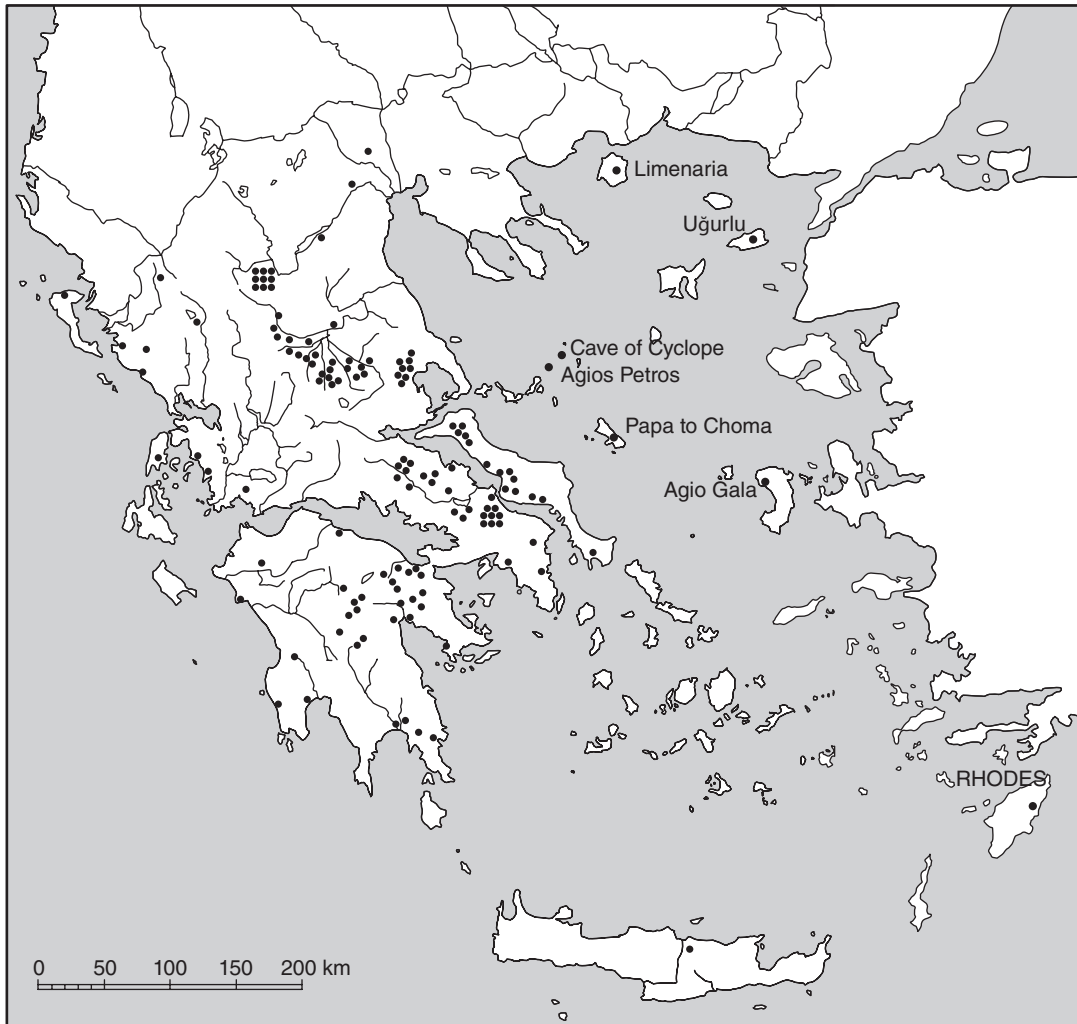 Limenaria
Uğurlu
Cave of Cyclope
Agios Petros
Papa to Choma
Agio Gala
RHODES
0 50 100 150 200 km